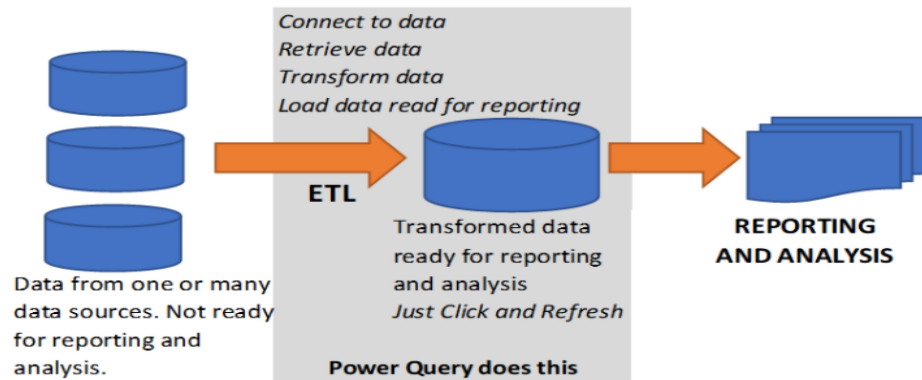 Connect to data
Retrieve data
Transform data
Load data read for reporting
ETL
Data from one or many
data sources. Not ready
for reporting and
analysis.
Transformed data
ready for reporting
and analysis
Just Click and Refresh
Power Query does this
REPORTING
AND ANALYSIS